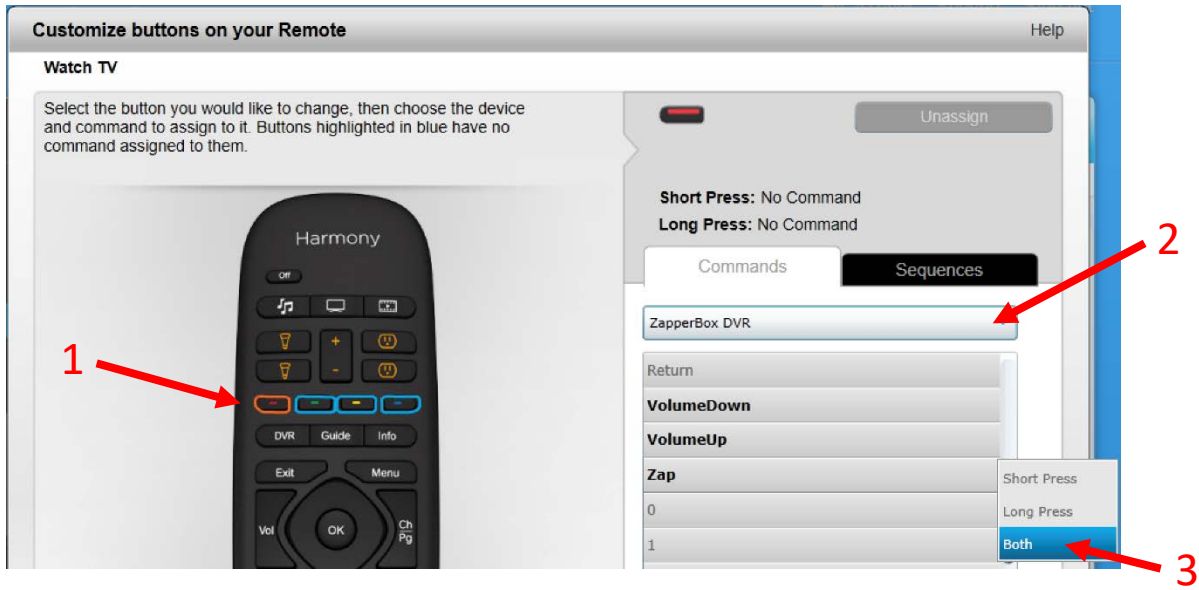 Customize buttons on your Remote
Help
Watch TV
Select the button you would like to change, then choose the device
and command to assign to it. Buttons highlighted in blue have no
command assigned to them.
Unassign
Short Press: No Command
Long Press: No Command
Commands
Sequences
2
ZapperBox DVR
Return
VolumeDown
VolumeUp
Zap
0
1
Short Press
Long Press
Both
3
1
Harmony
Off
+
-
DVR Guide Info
Exit Menu
Vol OK Ch
Pg